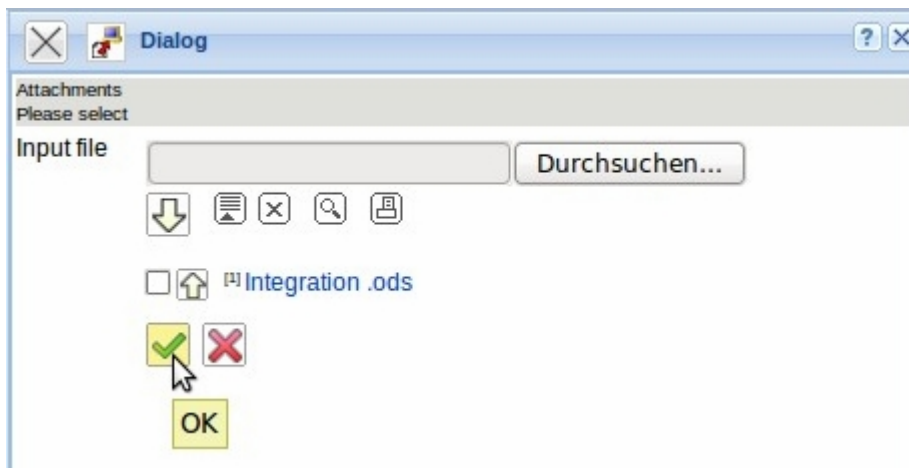 Dialog
?
Attachments
Please select
Input file
Durchsuchen...
[1] Integration .ods
OK